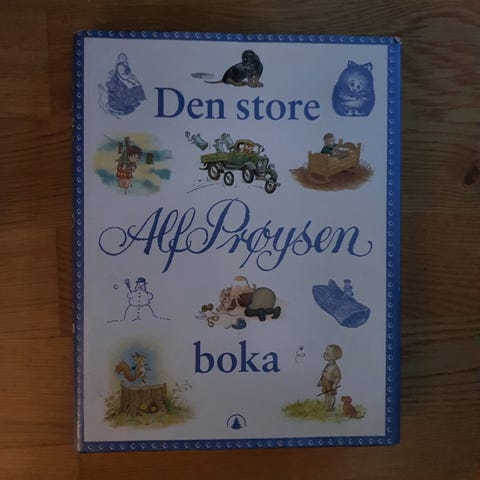 Den store
Alf Prøysen
boka